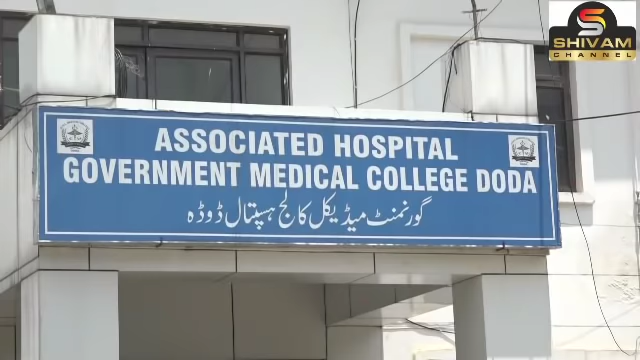 SHIVAM
CHANNEL
ASSOCIATED HOSPITAL
GOVERNMENT MEDICAL COLLEGE DODA
گورنمنٹ میڈیکل کالج ہسپتال ڈوڈہ